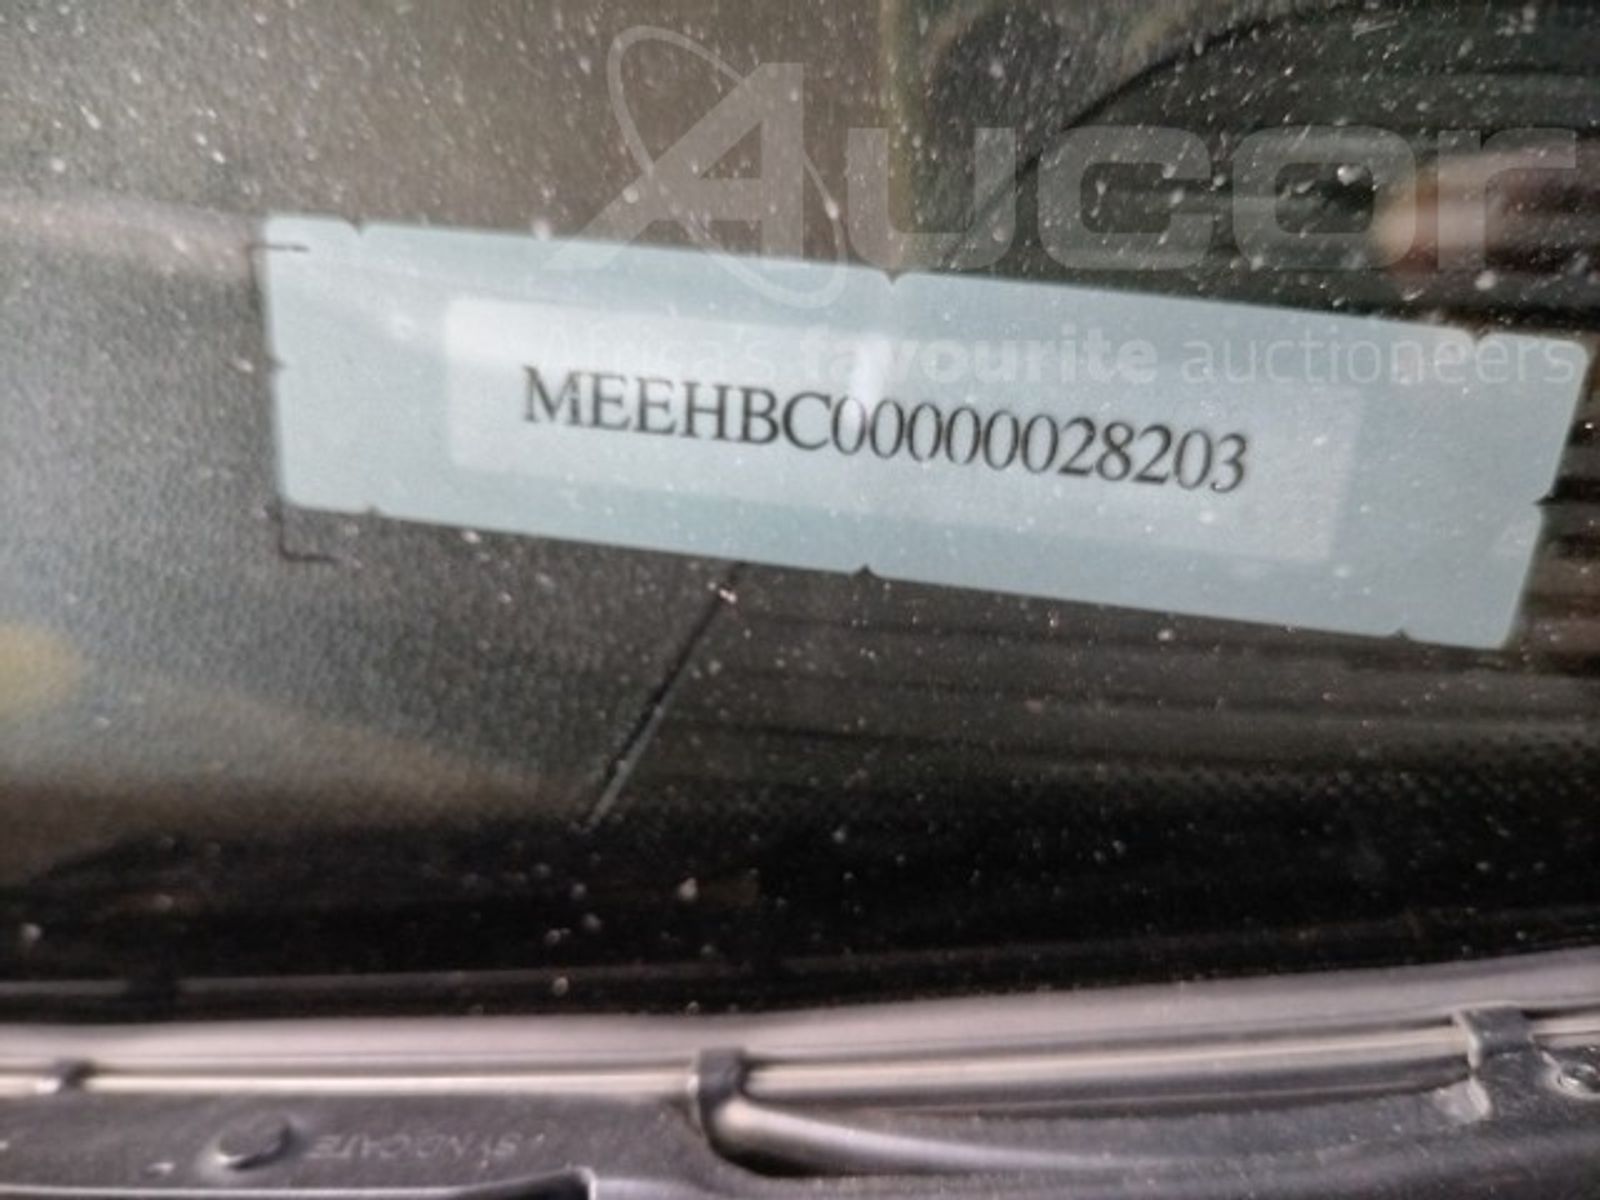 Aucor
Africa's favourite auctioneers
MEEHBC00000028203